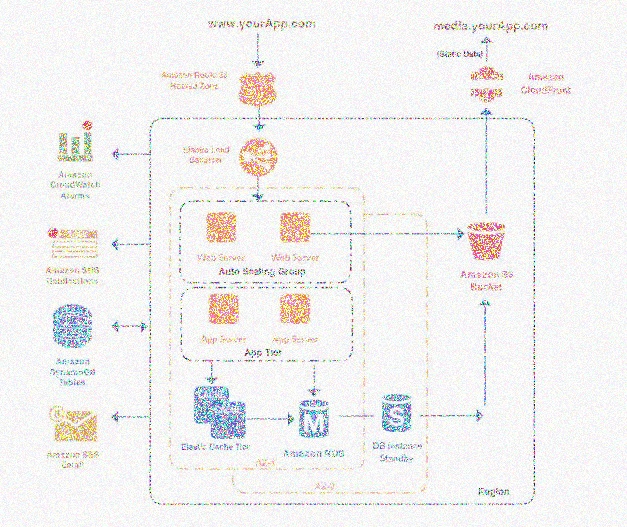 www.yourApp.com
media.yourApp.com
(Static Data)
Amazon Route 53
Hosted Zone
Amazon
CloudFront
Elastic Load
Balancer
Amazon
CloudWatch
Alarms
Web Server
Web Server
Auto Scaling Group
Amazon SNS
Notifications
Amazon S3
Bucket
App Server
App Server
App Tier
Amazon
DynamoDB
Tables
Elastic Cache Tier
Amazon RDS
DB Instance
Standby
Amazon SES
Email
M
S
AZ-1
AZ-2
Region